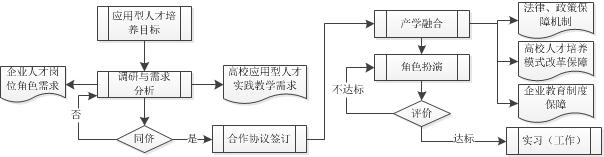 应用型人才培
养目标
企业人才岗
位角色需求
调研与需求
分析
高校应用型人才
实践教学需求
否
同侪
是
合作协议签订
产学融合
角色扮演
不达标
评价
达标
实习（工作）
法律、政策保
障机制
高校人才培养
模式改革保障
企业教育制度
保障